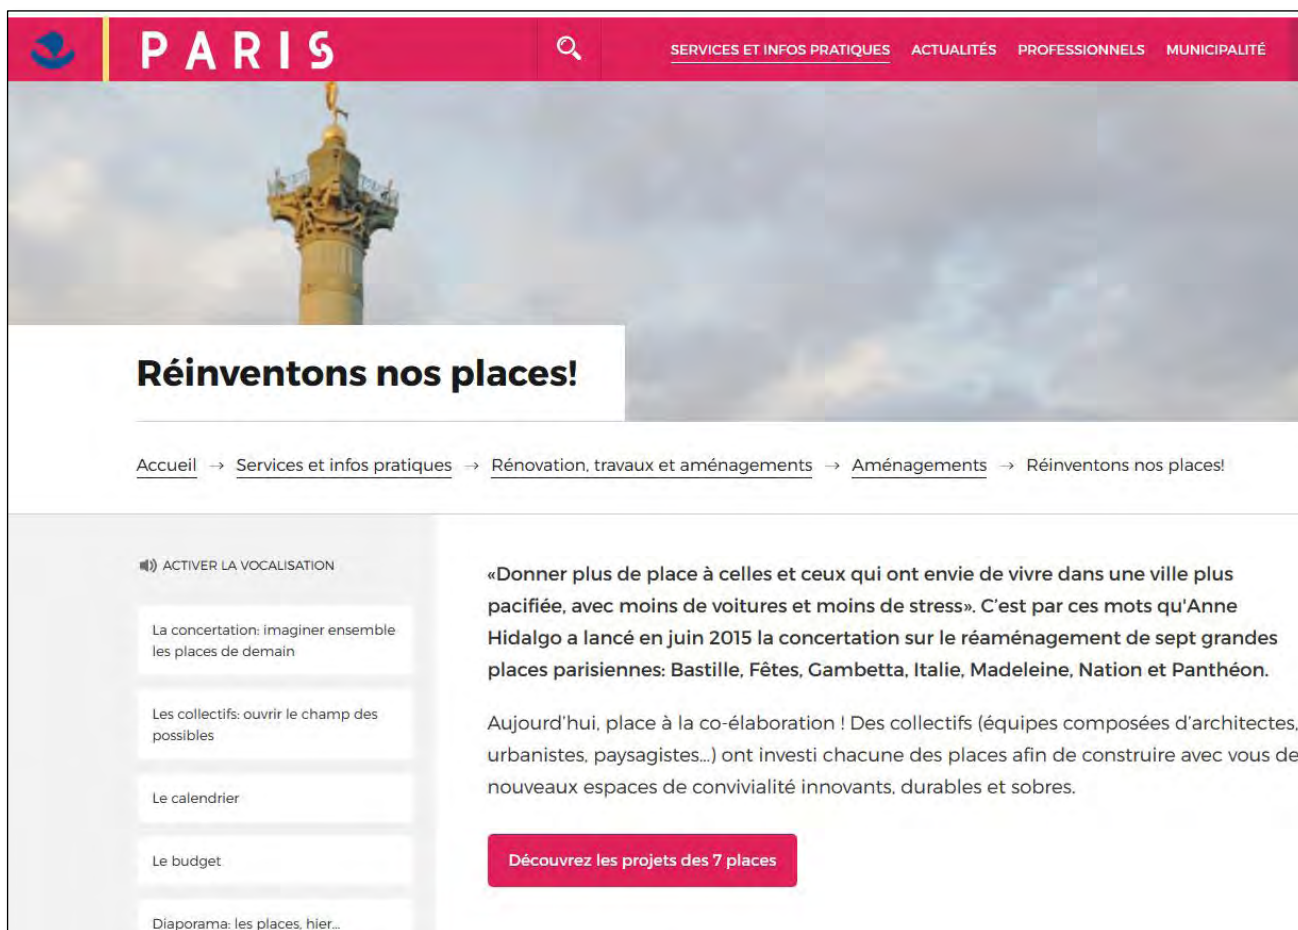 PARIS
SERVICES ET INFOS PRATIQUES ACTUALITÉS PROFESSIONNELS MUNICIPALITÉ
Réinventons nos places!
Accueil → Services et infos pratiques → Rénovation, travaux et aménagements → Aménagements → Réinventons nos places!
ACTIVER LA VOCALISATION
La concertation: imaginer ensemble
les places de demain
Les collectifs: ouvrir le champ des
possibles
Le calendrier
Le budget
Diaporama: les places, hier...
«Donner plus de place à celles et ceux qui ont envie de vivre dans une ville plus
pacifiée, avec moins de voitures et moins de stress». C'est par ces mots qu'Anne
Hidalgo a lancé en juin 2015 la concertation sur le réaménagement de sept grandes
places parisiennes: Bastille, Fêtes, Gambetta, Italie, Madeleine, Nation et Panthéon.
Aujourd'hui, place à la co-élaboration ! Des collectifs (équipes composées d'architectes,
urbanistes, paysagistes...) ont investi chacune des places afin de construire avec vous de
nouveaux espaces de convivialité innovants, durables et sobres.
Découvrez les projets des 7 places